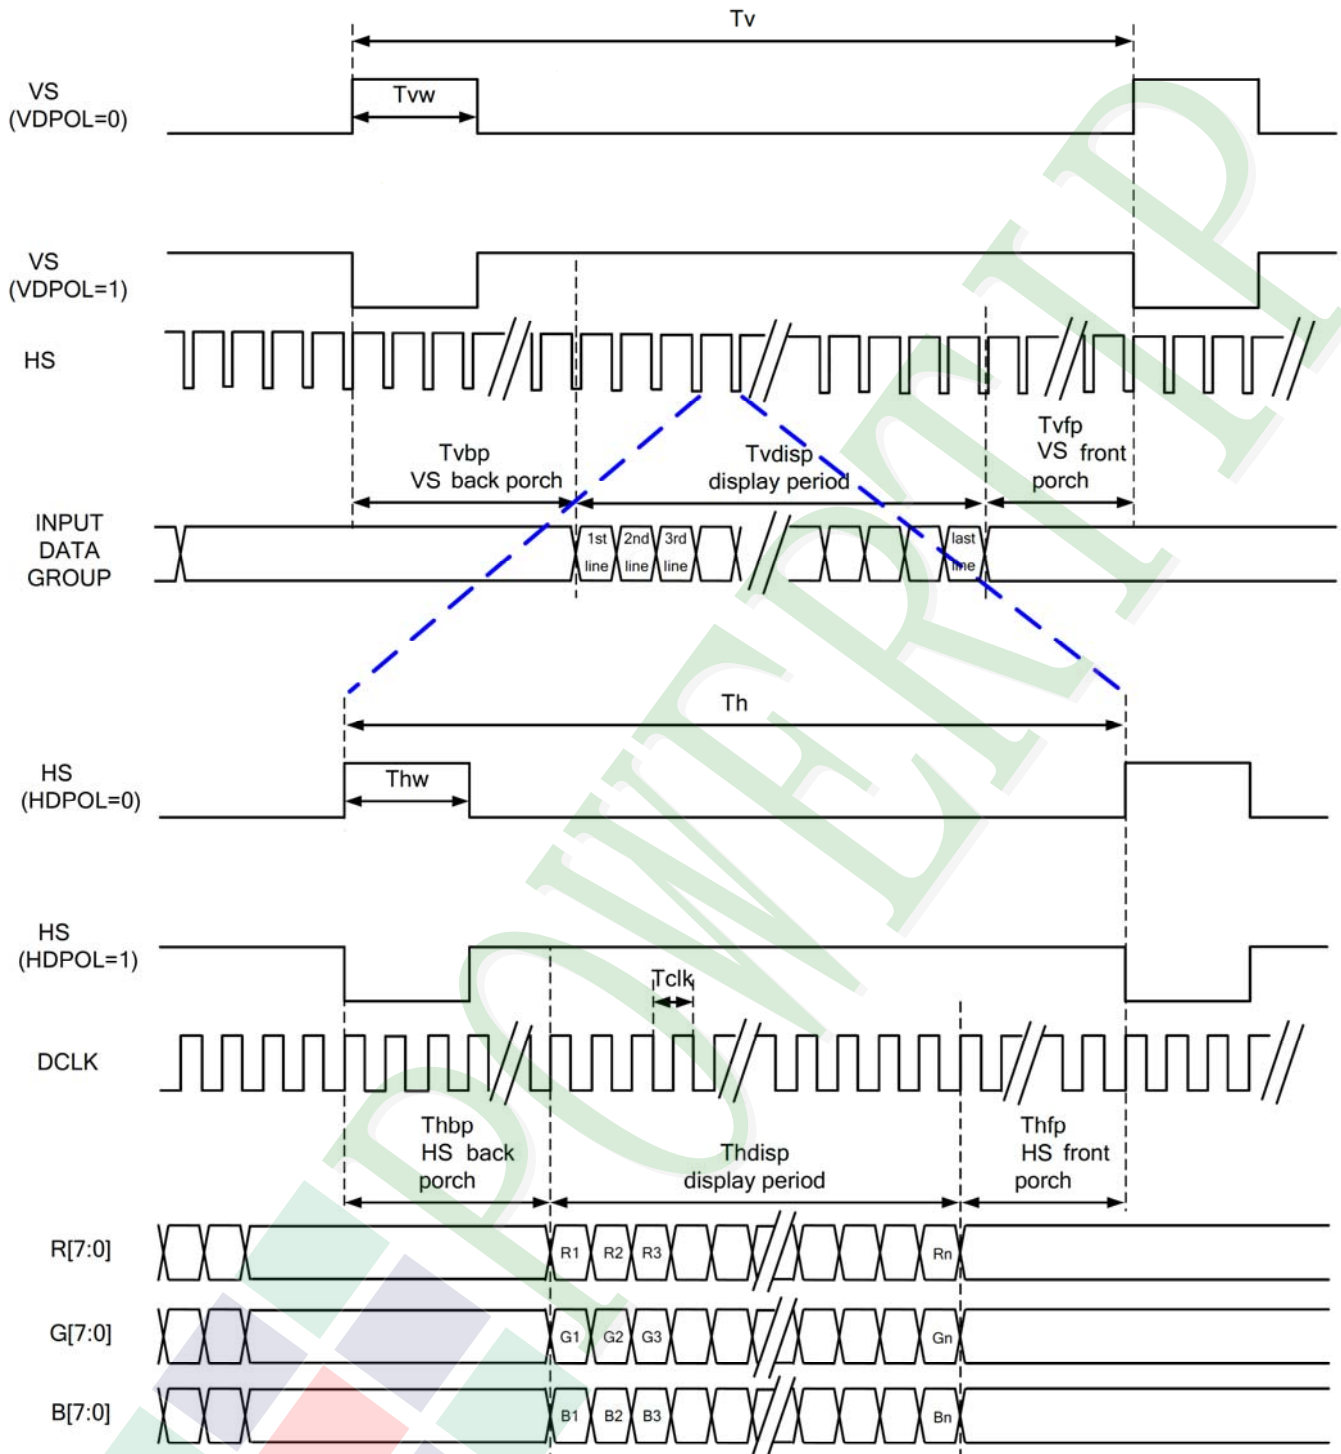 Tv
VS
(VDPOL=0)
Tvw
VS
(VDPOL=1)
HS
Tvbp
VS back porch
Tvdisp
display period
Tvfp
VS front
porch
INPUT
DATA
GROUP
1st
line
2nd
line
3rd
line
last
line
Th
HS
(HDPOL=0)
Thw
HS
(HDPOL=1)
Tclk
DCLK
Thbp
HS back
porch
Thdisp
display period
Thfp
HS front
porch
R[7:0]
R1 R2 R3 Rn
G[7:0]
G1 G2 G3 Gn
B[7:0]
B1 B2 B3 Bn
POWERTIP